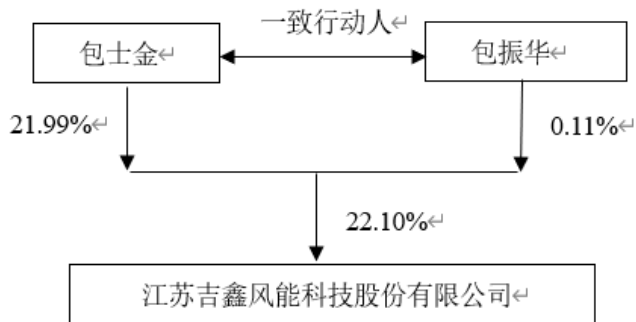 一致行动人↵
包士金↵
包振华↵
21.99%↵
0.11%↵
22.10%↵
江苏吉鑫风能科技股份有限公司↵